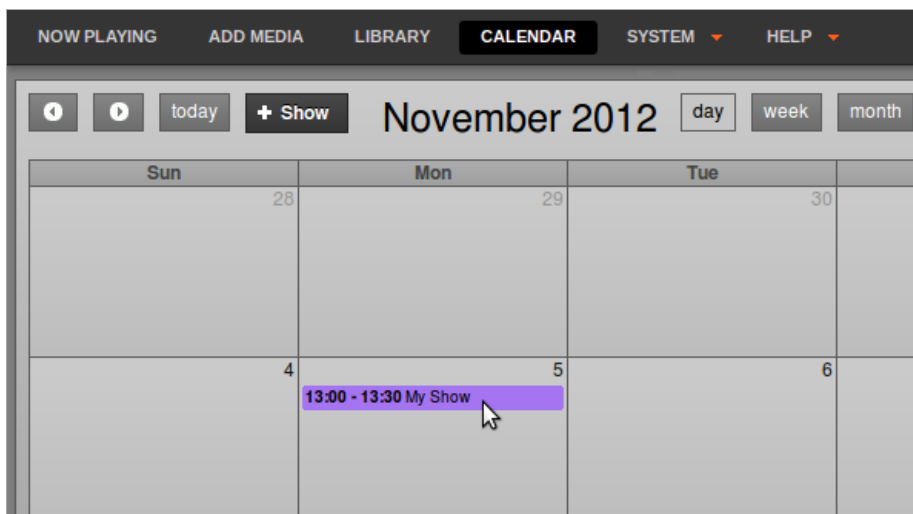 NOW PLAYING ADD MEDIA LIBRARY CALENDAR SYSTEM HELP
today + Show November 2012 day week month
Sun Mon Tue
28 29 30
4 5 6
13:00 - 13:30 My Show